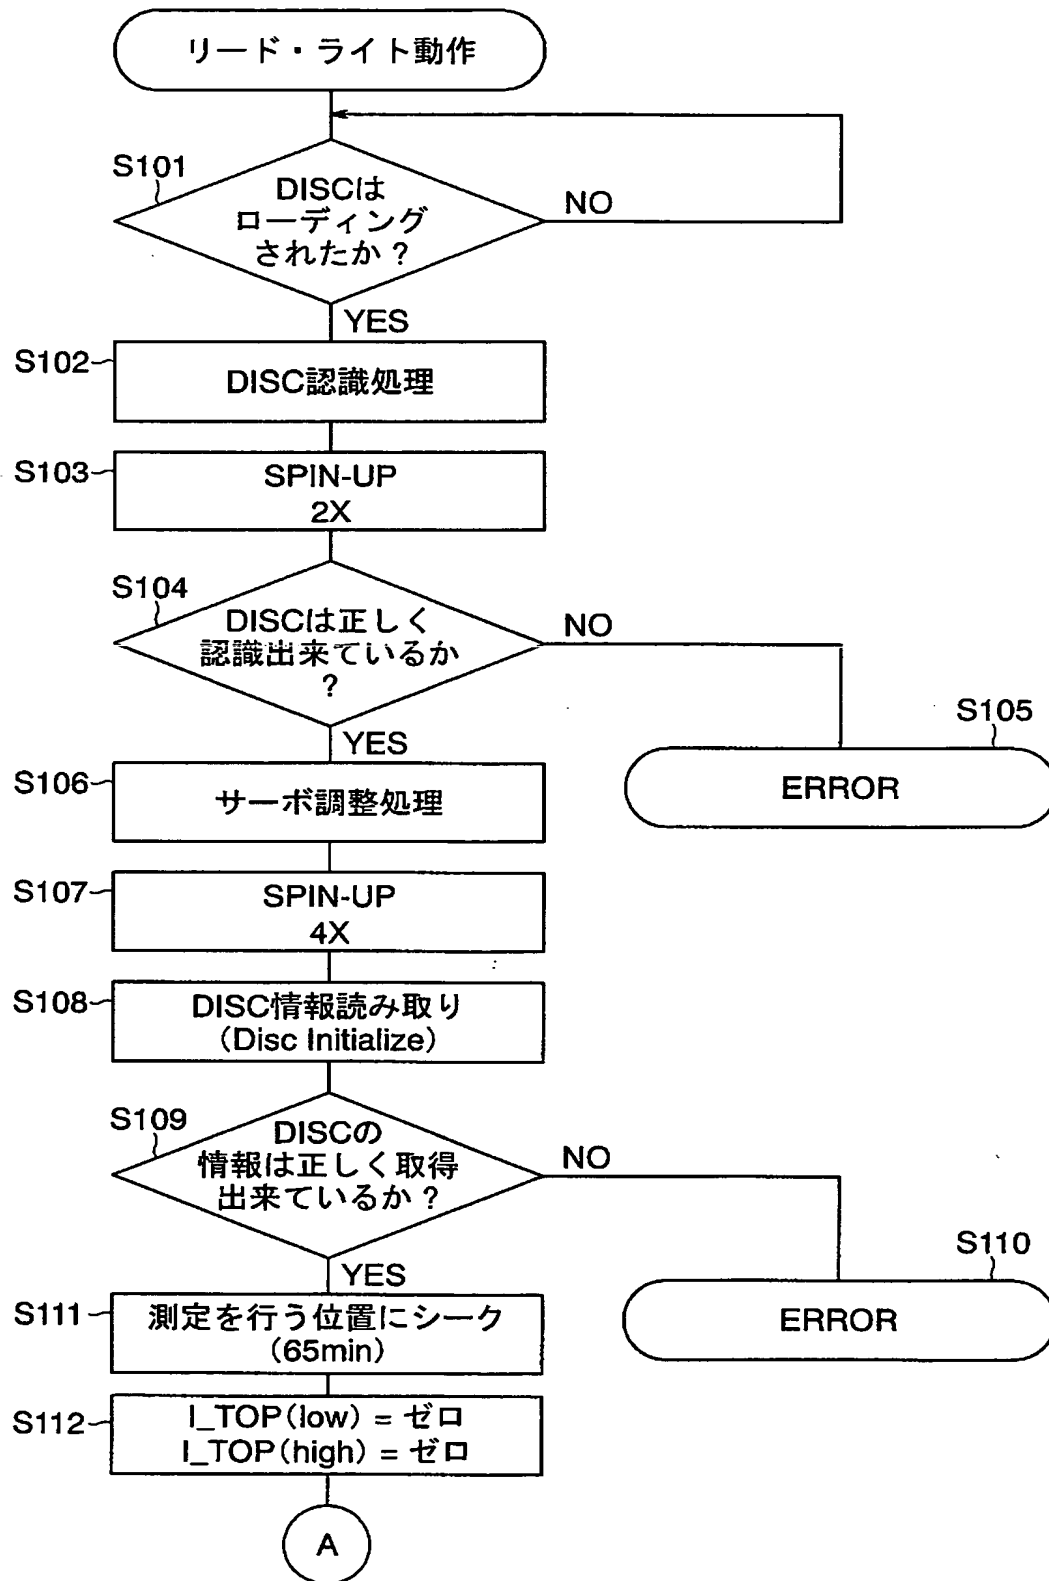 リード・ライト動作
S101
DISCは
ローディング
されたか？
NO
YES
S102
DISC認識処理
S103
SPIN-UP
2X
S104
DISCは正しく
認識出来ているか
？
NO
YES
S105
ERROR
S106
サーボ調整処理
S107
SPIN-UP
4X
S108
DISC情報読み取り
(Disc Initialize)
S109
DISCの
情報は正しく取得
出来ているか？
NO
YES
S110
ERROR
S111
測定を行う位置にシーク
(65min)
S112
I_TOP(low) = ゼロ
I_TOP(high) = ゼロ
A